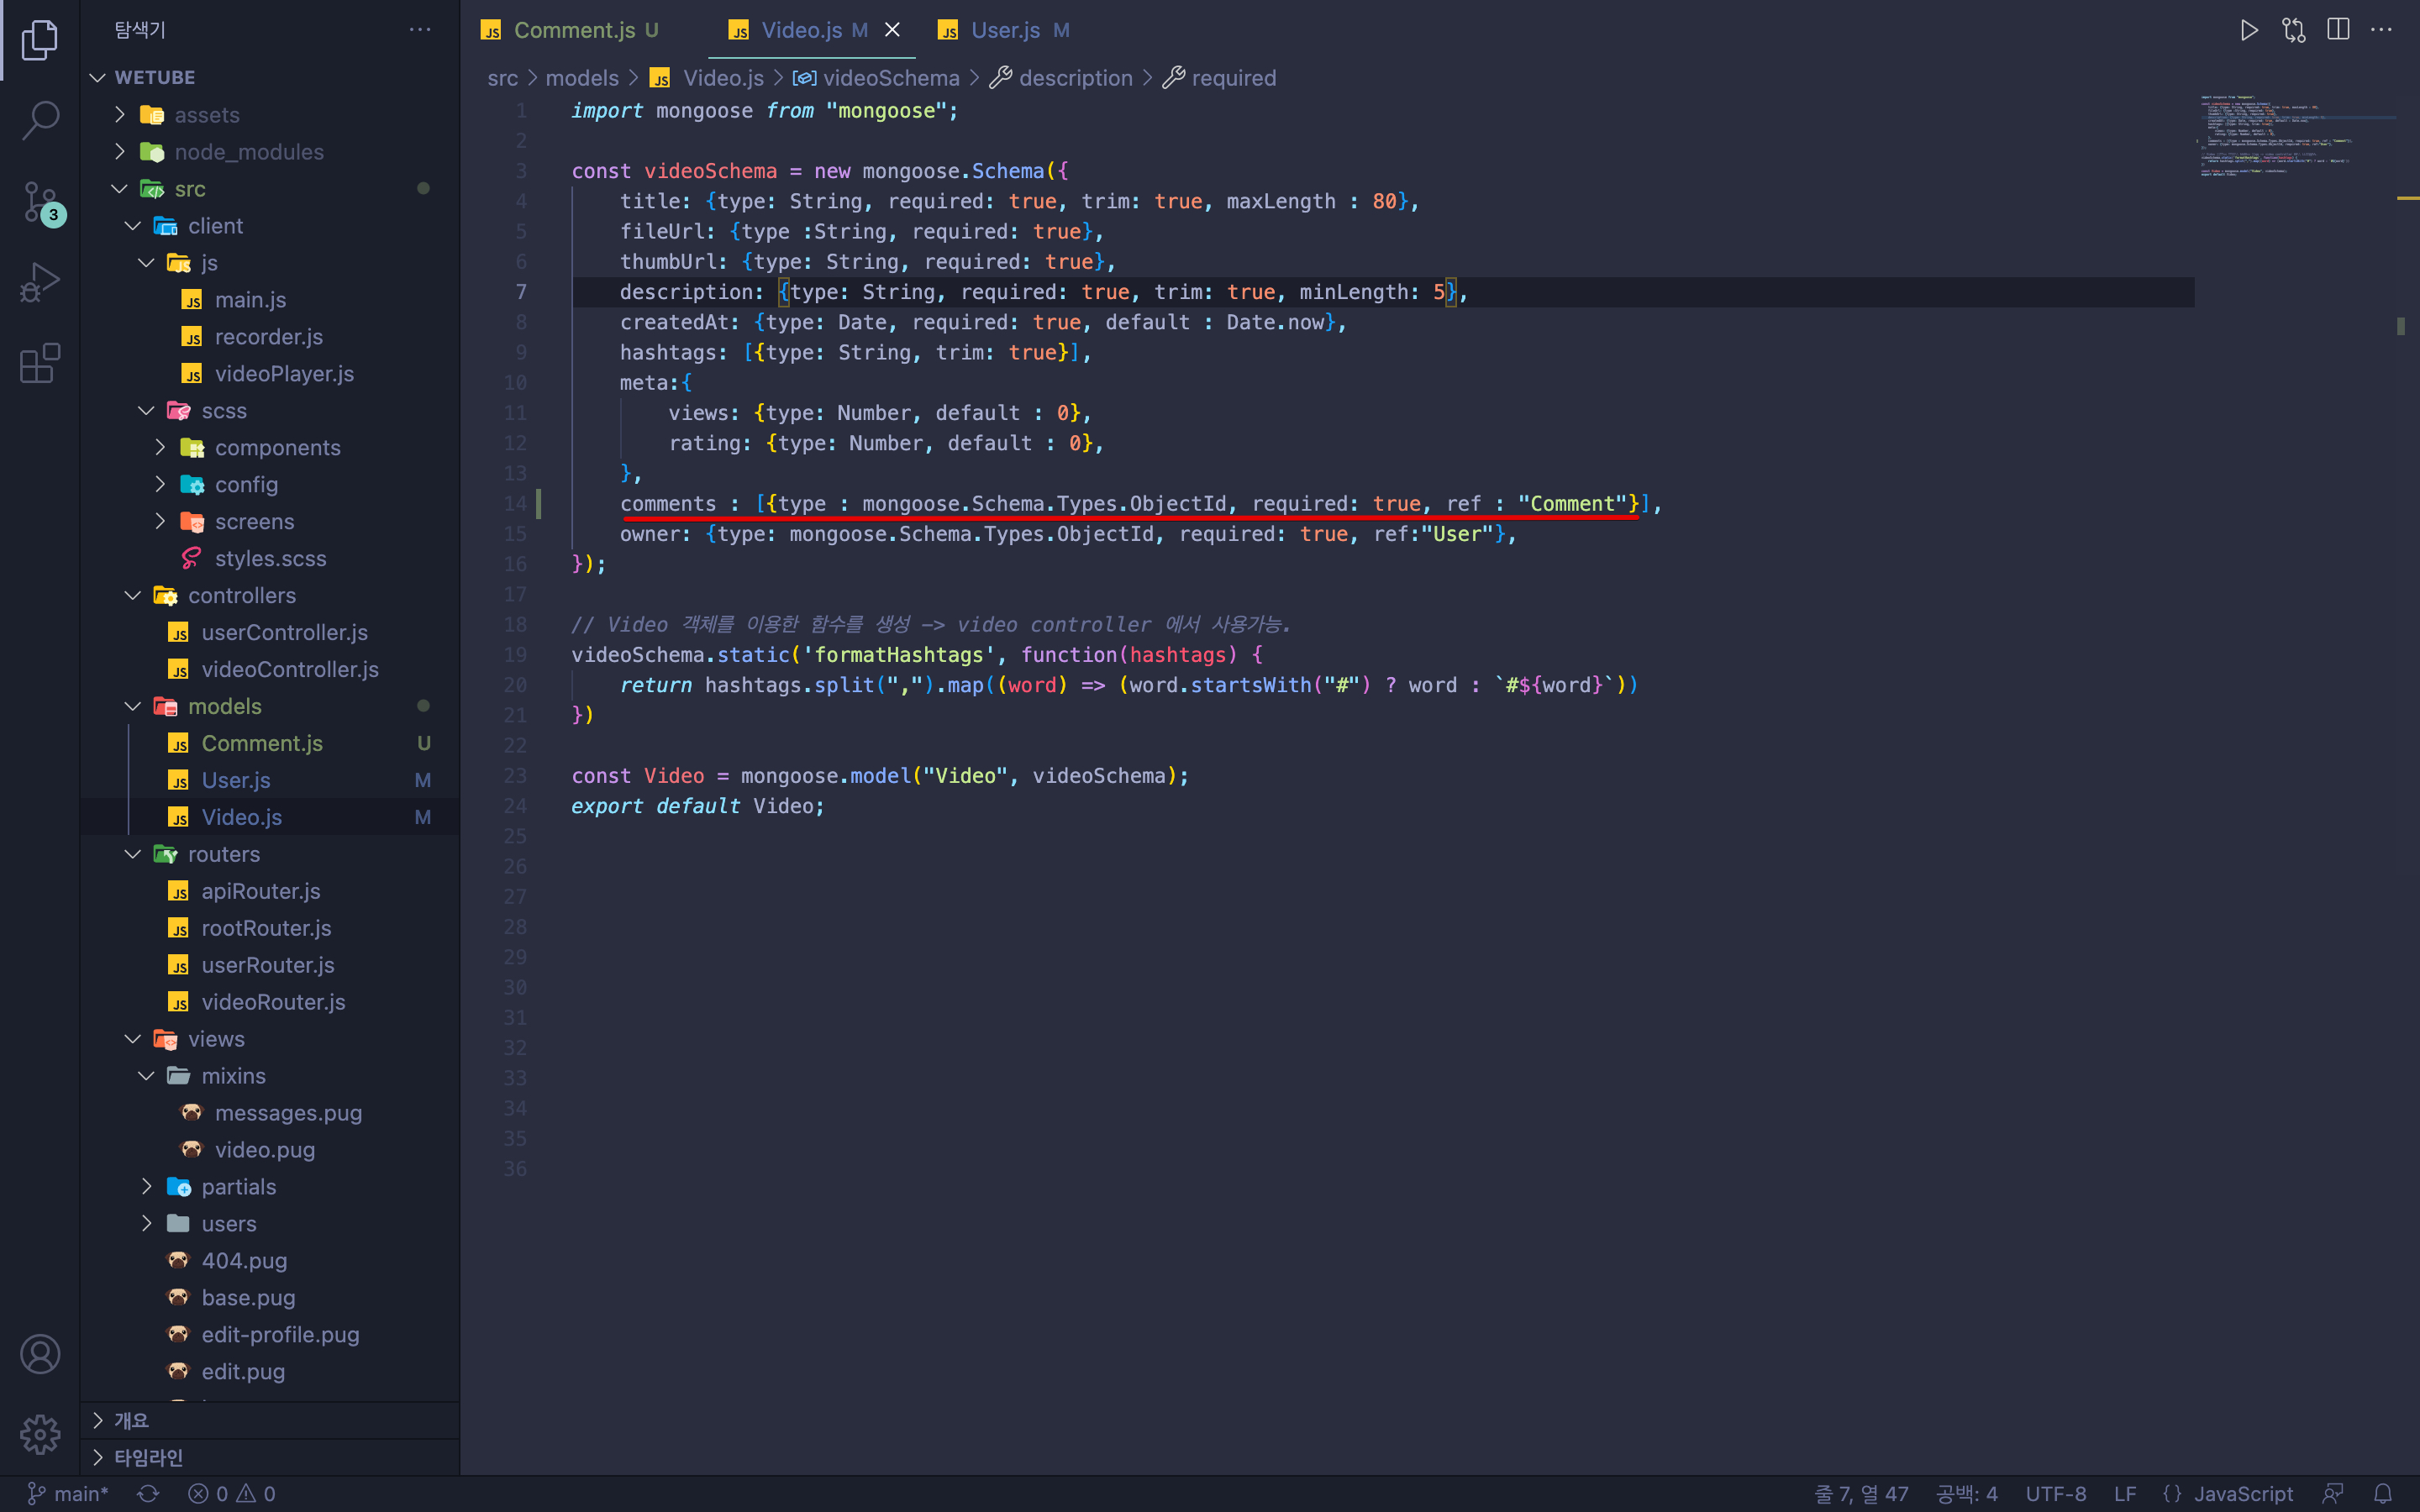 탐색기
WETUBE
assets
node_modules
src
client
js
main.js
recorder.js
videoPlayer.js
scss
components
config
screens
styles.scss
controllers
userController.js
videoController.js
models
Comment.js U
User.js M
Video.js M
routers
apiRouter.js
rootRouter.js
userRouter.js
videoRouter.js
views
mixins
messages.pug
video.pug
partials
users
404.pug
base.pug
edit-profile.pug
edit.pug
개요
타임라인
3
Comment.js U Video.js M User.js M
src > models > Video.js > videoSchema > description > required
1 import mongoose from "mongoose";
2
3 const videoSchema = new mongoose.Schema({
4 title: {type: String, required: true, trim: true, maxLength : 80},
5 fileUrl: {type :String, required: true},
6 thumbUrl: {type: String, required: true},
7 description: {type: String, required: true, trim: true, minLength: 5},
8 createdAt: {type: Date, required: true, default : Date.now},
9 hashtags: [{type: String, trim: true}],
10 meta:{
11 views: {type: Number, default : 0},
12 rating: {type: Number, default : 0},
13 },
14 comments : [{type : mongoose.Schema.Types.ObjectId, required: true, ref : "Comment"}],
15 owner: {type: mongoose.Schema.Types.ObjectId, required: true, ref:"User"},
16 });
17
18 // Video 객체를 이용한 함수를 생성 -> video controller 에서 사용가능.
19 videoSchema.static('formatHashtags', function(hashtags) {
20 return hashtags.split(",").map((word) => (word.startsWith("#") ? word : `#${word}`))
21 })
22
23 const Video = mongoose.model("Video", videoSchema);
24 export default Video;
25
26
27
28
29
30
31
32
33
34
35
36
main* 0 0 줄 7, 열 47 공백: 4 UTF-8 LF {} JavaScript